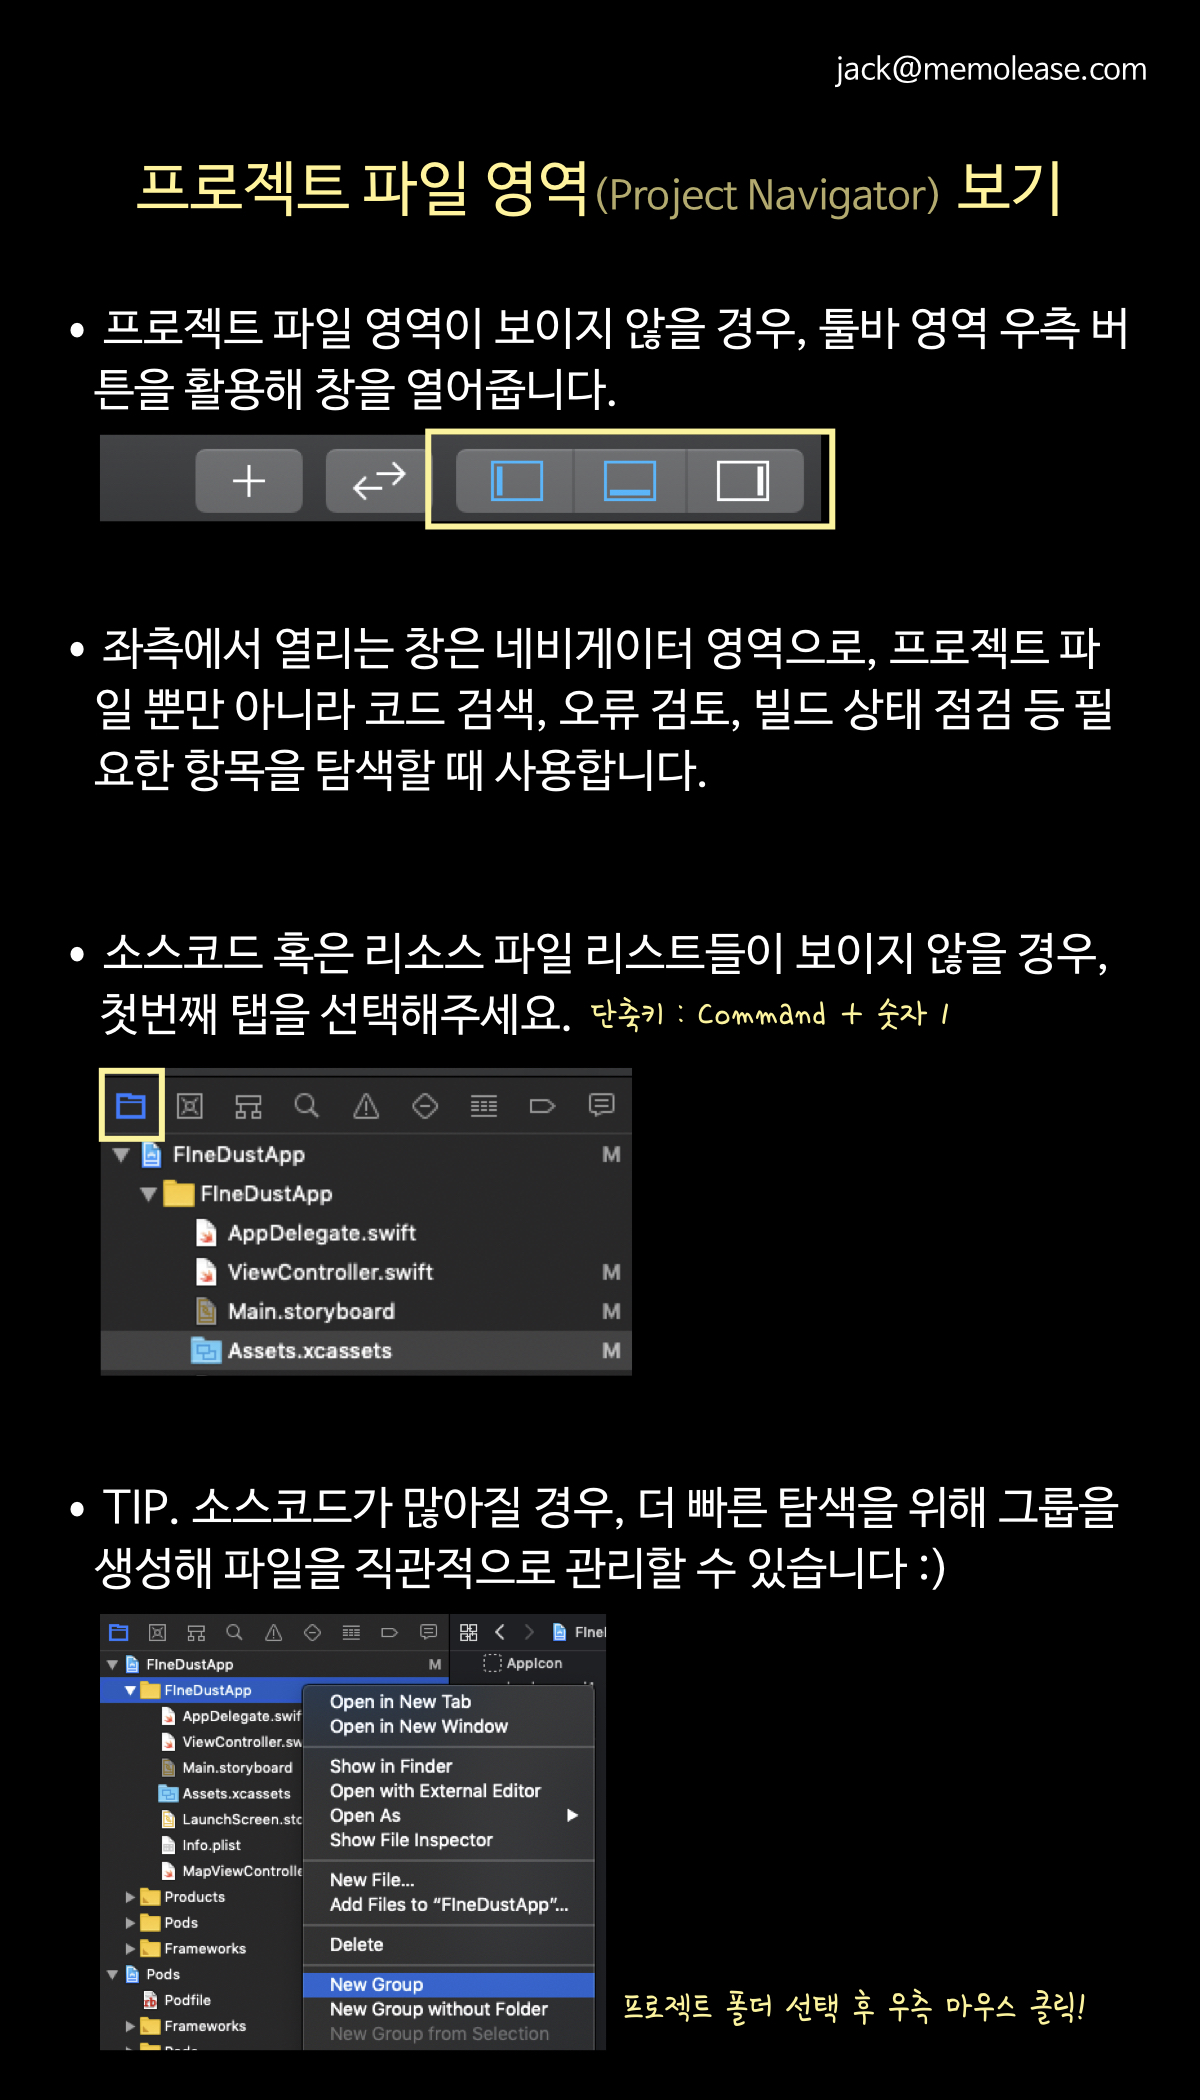 jack@memolease.com
프로젝트 파일 영역(Project Navigator) 보기
• 프로젝트 파일 영역이 보이지 않을 경우, 툴바 영역 우측 버
튼을 활용해 창을 열어줍니다.
• 좌측에서 열리는 창은 네비게이터 영역으로, 프로젝트 파
일 뿐만 아니라 코드 검색, 오류 검토, 빌드 상태 점검 등 필
요한 항목을 탐색할 때 사용합니다.
• 소스코드 혹은 리소스 파일 리스트들이 보이지 않을 경우,
첫번째 탭을 선택해주세요. 단축키 : Command + 숫자 1
FIneDustApp M
FIneDustApp
AppDelegate.swift
ViewController.swift M
Main.storyboard M
Assets.xcassets M
• TIP. 소스코드가 많아질 경우, 더 빠른 탐색을 위해 그룹을
생성해 파일을 직관적으로 관리할 수 있습니다 :)
FIneDustApp M
FIneDustApp
AppDelegate.swif
ViewController.sw
Main.storyboard
Assets.xcassets
LaunchScreen.stc
Info.plist
MapViewControlle
Products
Pods
Frameworks
Pods
Podfile
Frameworks
FIneI
AppIcon
Open in New Tab
Open in New Window
Show in Finder
Open with External Editor
Open As
Show File Inspector
New File...
Add Files to “FIneDustApp”...
Delete
New Group
New Group without Folder
New Group from Selection
프로젝트 폴더 선택 후 우측 마우스 클릭!